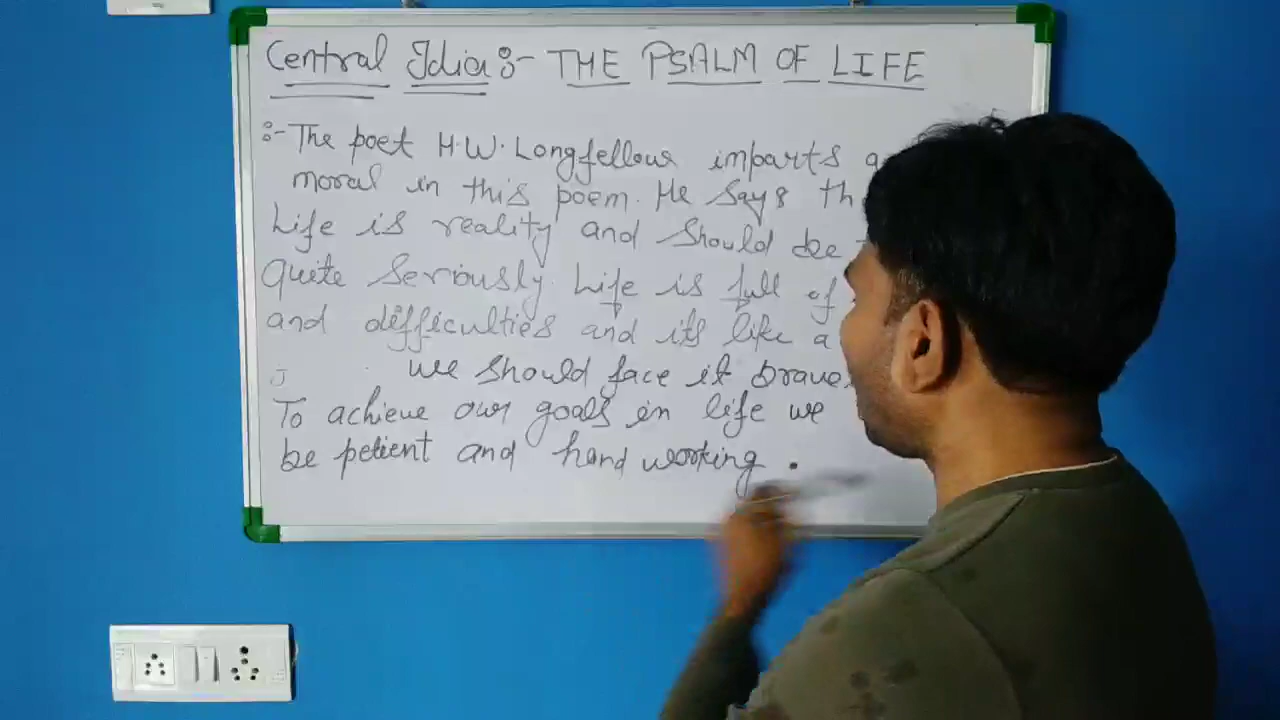 Central Idia :- THE PSALM OF LIFE
:- The poet H.W. Longfellow imparts a
moral in this poem. He says th
Life is reality and should be
quite seriously. Life is full of
and difficulties and its like a
we should face it brave
To achieve our goals in life we
be petient and hand working .